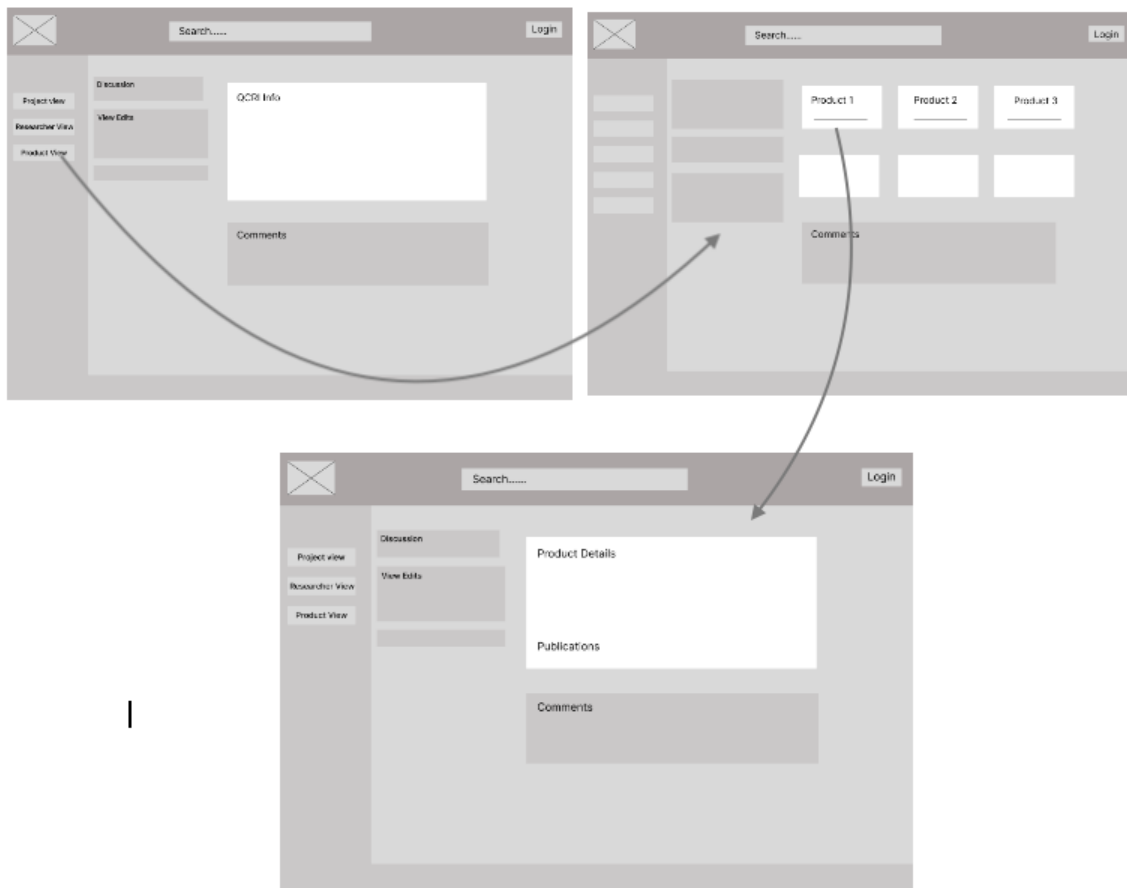 Search......
Login
Project view
Researcher View
Product View
Discussion
View Edits
QCRI Info
Comments
Search......
Login
Product 1
Product 2
Product 3
Comments
Search......
Login
Project view
Researcher View
Product View
Discussion
View Edits
Product Details
Publications
Comments